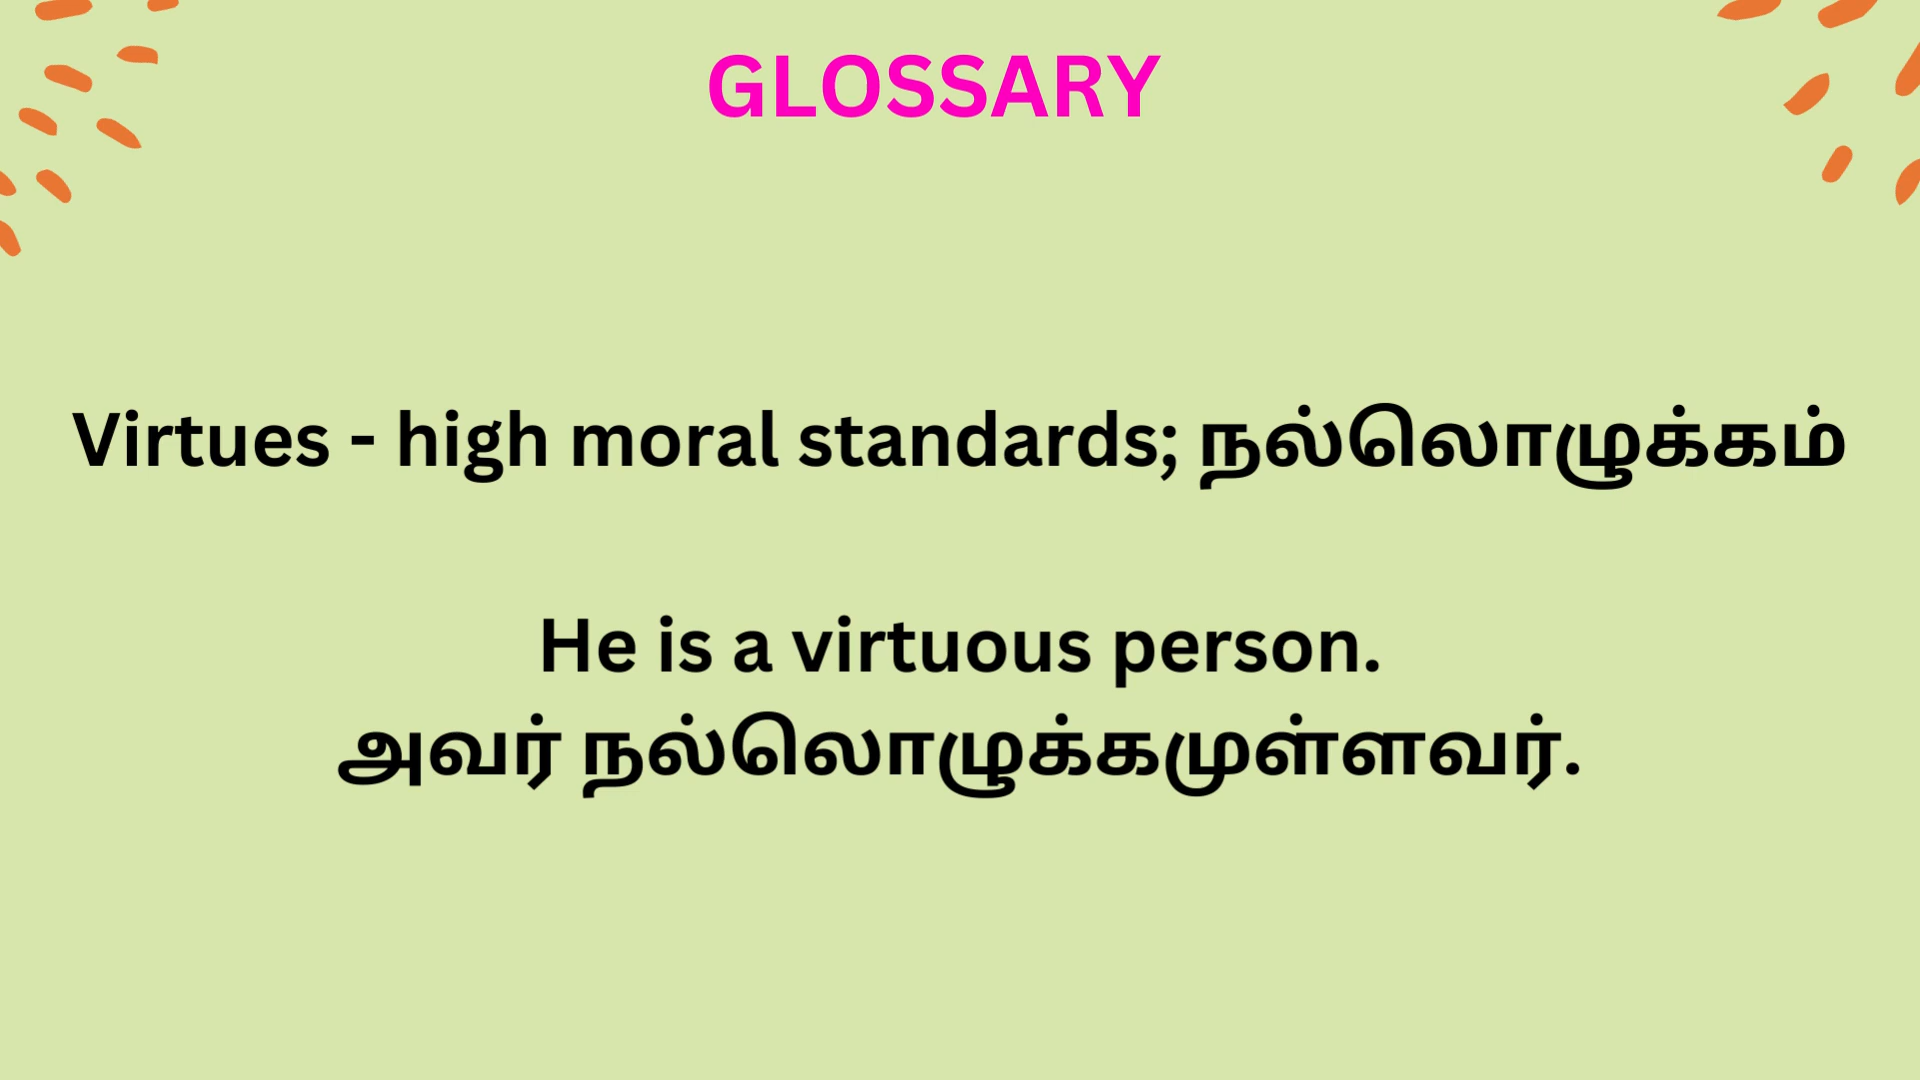 GLOSSARY
Virtues - high moral standards; நல்லொழுக்கம்
He is a virtuous person.
அவர் நல்லொழுக்கமுள்ளவர்.